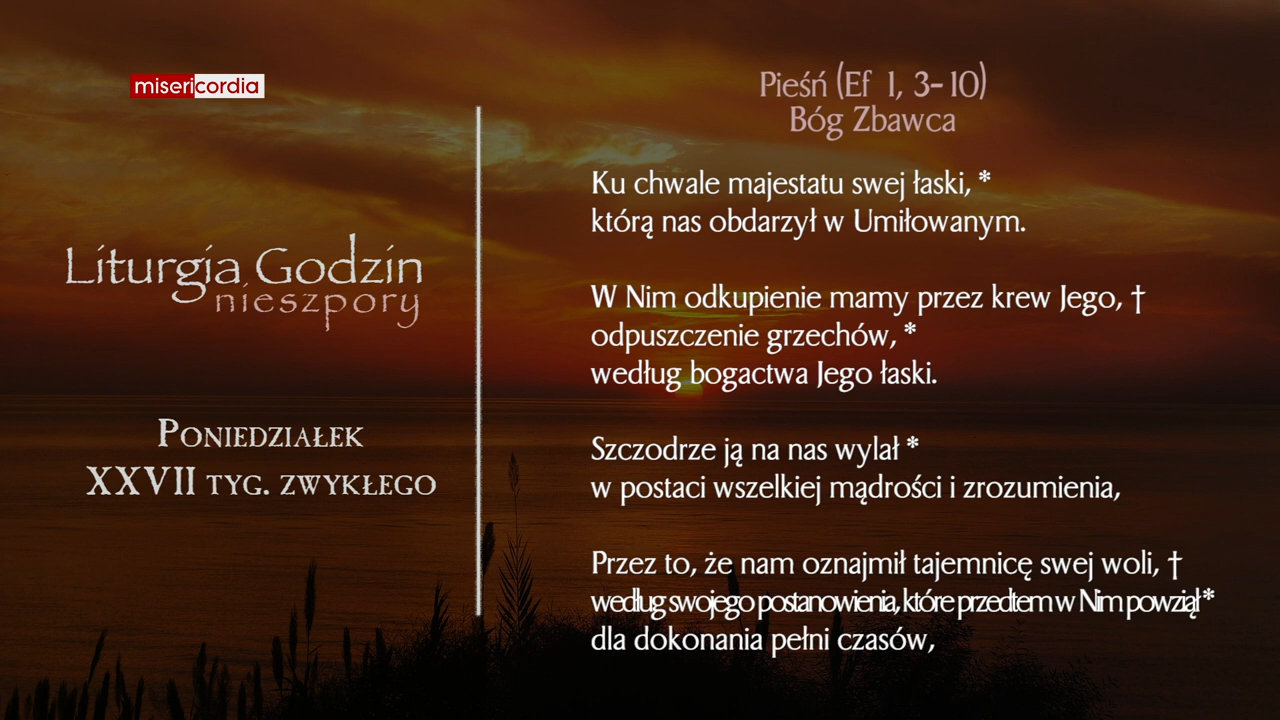 misericordia
Liturgia Godzin
nieszpory
Poniedziałek
XXVII tyg. zwykłego
Pieśń (Ef 1, 3-10)
Bóg Zbawca
Ku chwale majestatu swej łaski, *
którą nas obdarzył w Umiłowanym.
W Nim odkupienie mamy przez krew Jego, †
odpuszczenie grzechów, *
według bogactwa Jego łaski.
Szczodrze ją na nas wylał *
w postaci wszelkiej mądrości i zrozumienia,
Przez to, że nam oznajmił tajemnicę swej woli, †
według swojego postanowienia, które przedtem w Nim powziął *
dla dokonania pełni czasów,